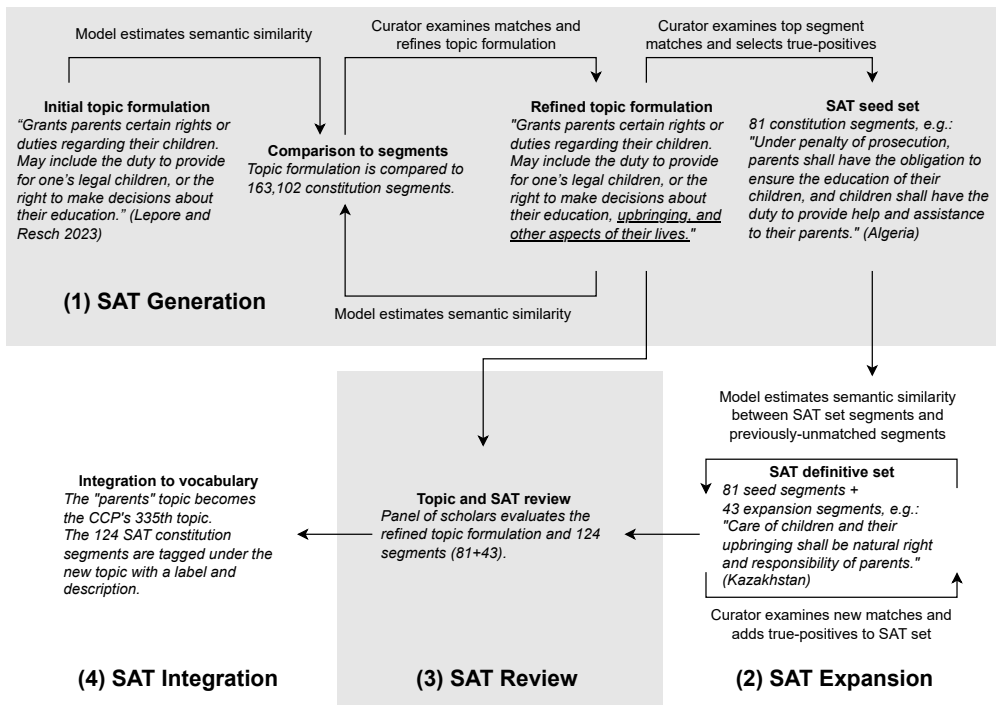 Model estimates semantic similarity
Curator examines matches and
refines topic formulation
Curator examines top segment
matches and selects true-positives
Initial topic formulation
“Grants parents certain rights or
duties regarding their children.
May include the duty to provide
for one's legal children, or the
right to make decisions about
their education.” (Lepore and
Resch 2023)
Comparison to segments
Topic formulation is compared to
163,102 constitution segments.
Refined topic formulation
"Grants parents certain rights or
duties regarding their children.
May include the duty to provide
for one's legal children, or the
right to make decisions about
their education, upbringing, and
other aspects of their lives."
SAT seed set
81 constitution segments, e.g.:
"Under penalty of prosecution,
parents shall have the obligation to
ensure the education of their
children, and children shall have the
duty to provide help and assistance
to their parents." (Algeria)
(1) SAT Generation
Model estimates semantic similarity
Model estimates semantic similarity
between SAT set segments and
previously-unmatched segments
Integration to vocabulary
The "parents" topic becomes
the CCP's 335th topic.
The 124 SAT constitution
segments are tagged under the
new topic with a label and
description.
Topic and SAT review
Panel of scholars evaluates the
refined topic formulation and 124
segments (81+43).
SAT definitive set
81 seed segments +
43 expansion segments, e.g.:
"Care of children and their
upbringing shall be natural right
and responsibility of parents."
(Kazakhstan)
Curator examines new matches and
adds true-positives to SAT set
(4) SAT Integration
(3) SAT Review
(2) SAT Expansion